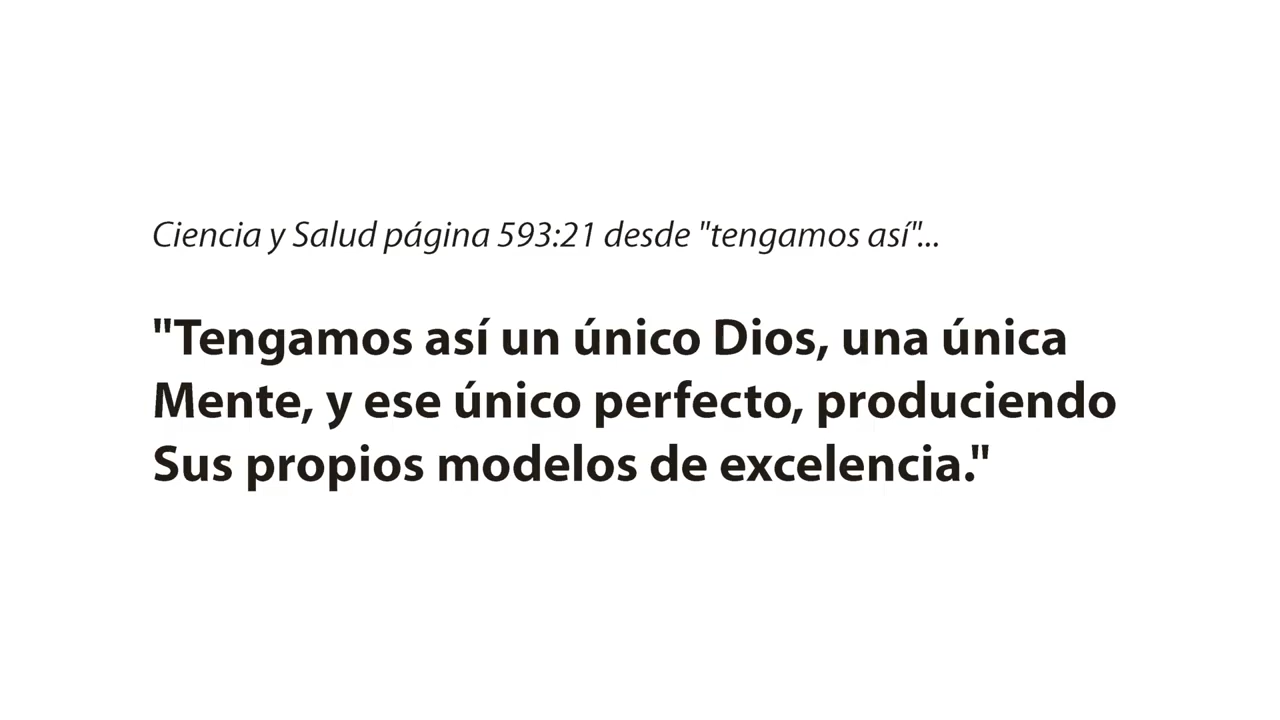 Ciencia y Salud página 593:21 desde "tengamos así"...
"Tengamos así un único Dios, una única
Mente, y ese único perfecto, produciendo
Sus propios modelos de excelencia."